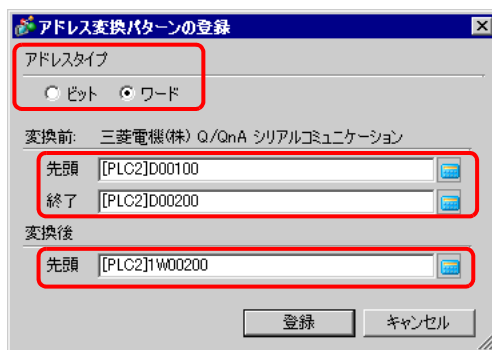 アドレス変換パターンの登録
アドレスタイプ
ビット ワード
変換前: 三菱電機(株) Q/QnA シリアルコミュニケーション
先頭 [PLC2]D00100
終了 [PLC2]D00200
変換後
先頭 [PLC2]1W00200
登録 キャンセル